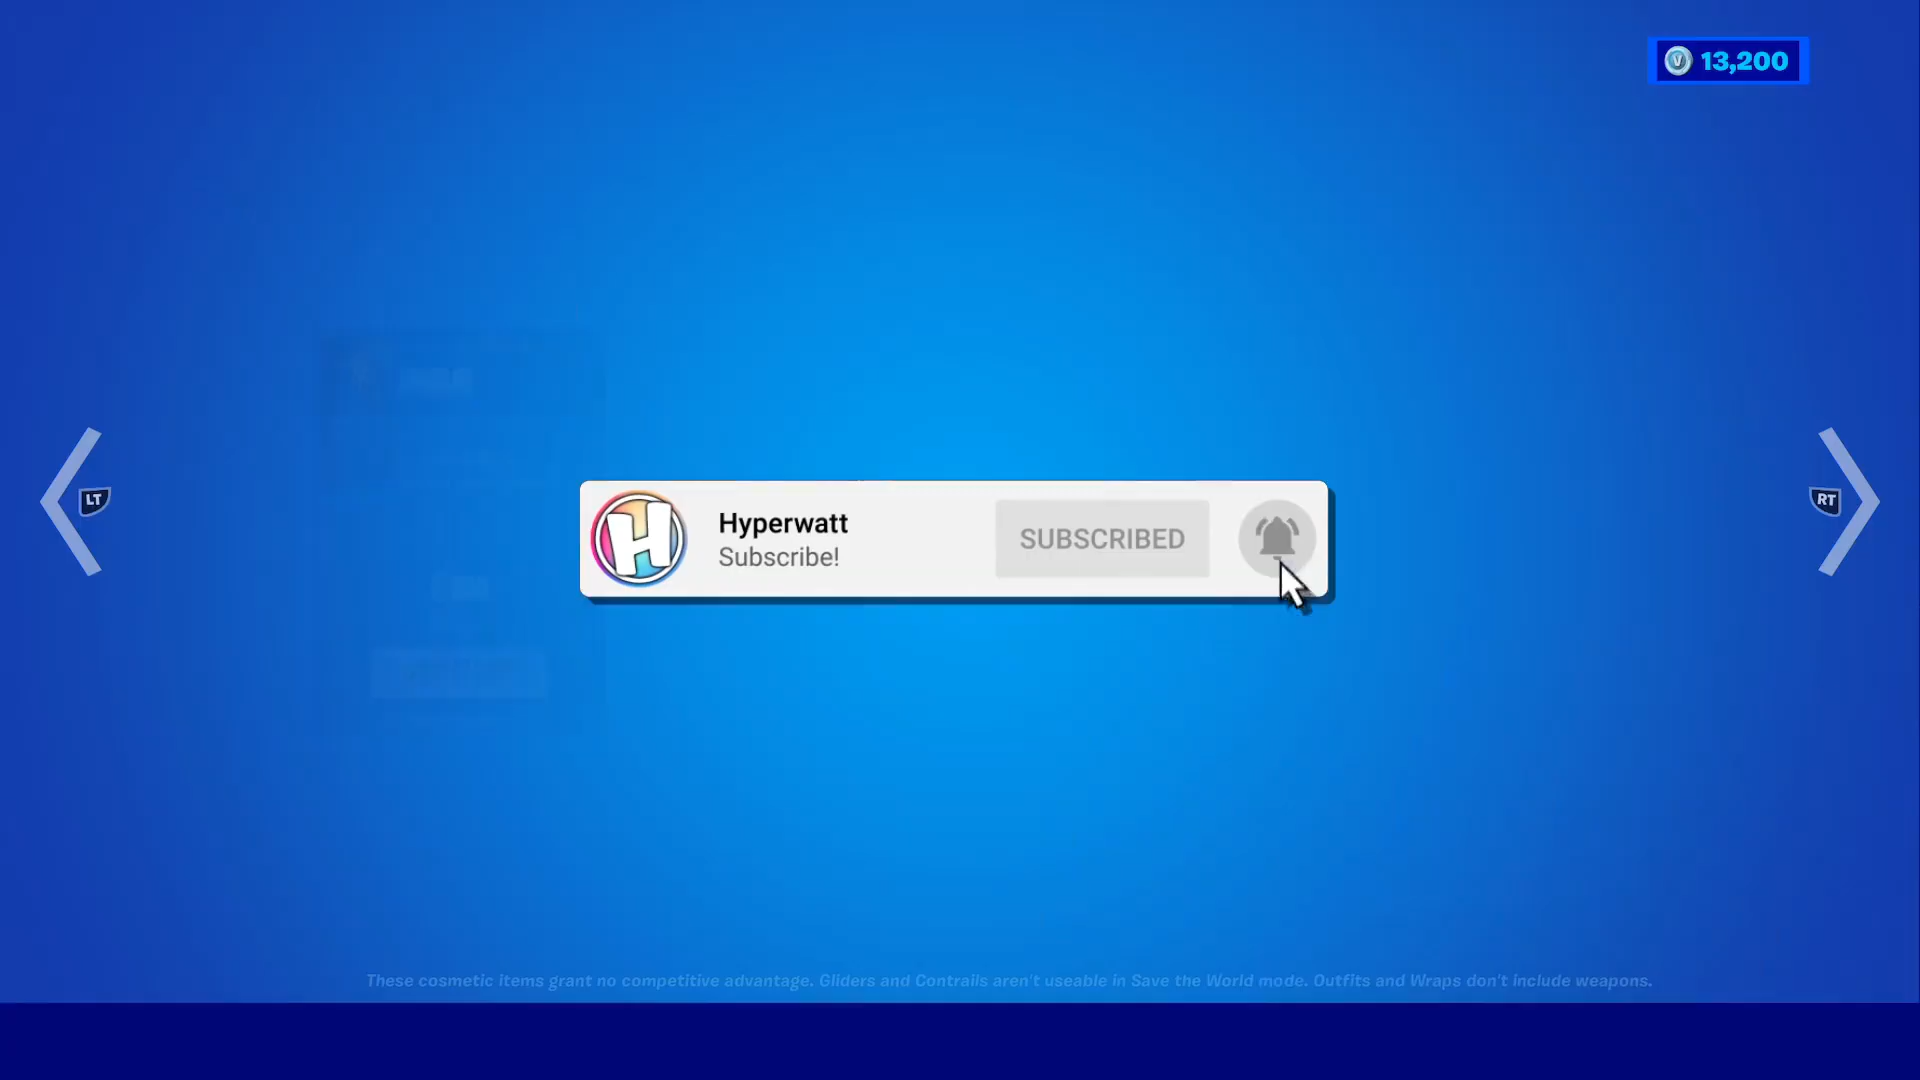 V 13,200
LT
RT
H
Hyperwatt
Subscribe!
SUBSCRIBED
These cosmetic items grant no competitive advantage. Gliders and Contrails aren't useable in Save the World mode. Outfits and Wraps don't include weapons.